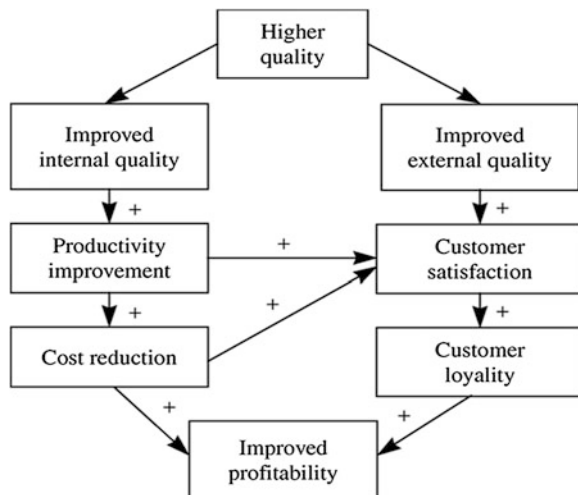 Higher
quality
Improved
internal quality
Improved
external quality
+
+
Productivity
improvement
+
Customer
satisfaction
+
+
+
Cost reduction
Customer
loyality
+
+
Improved
profitability